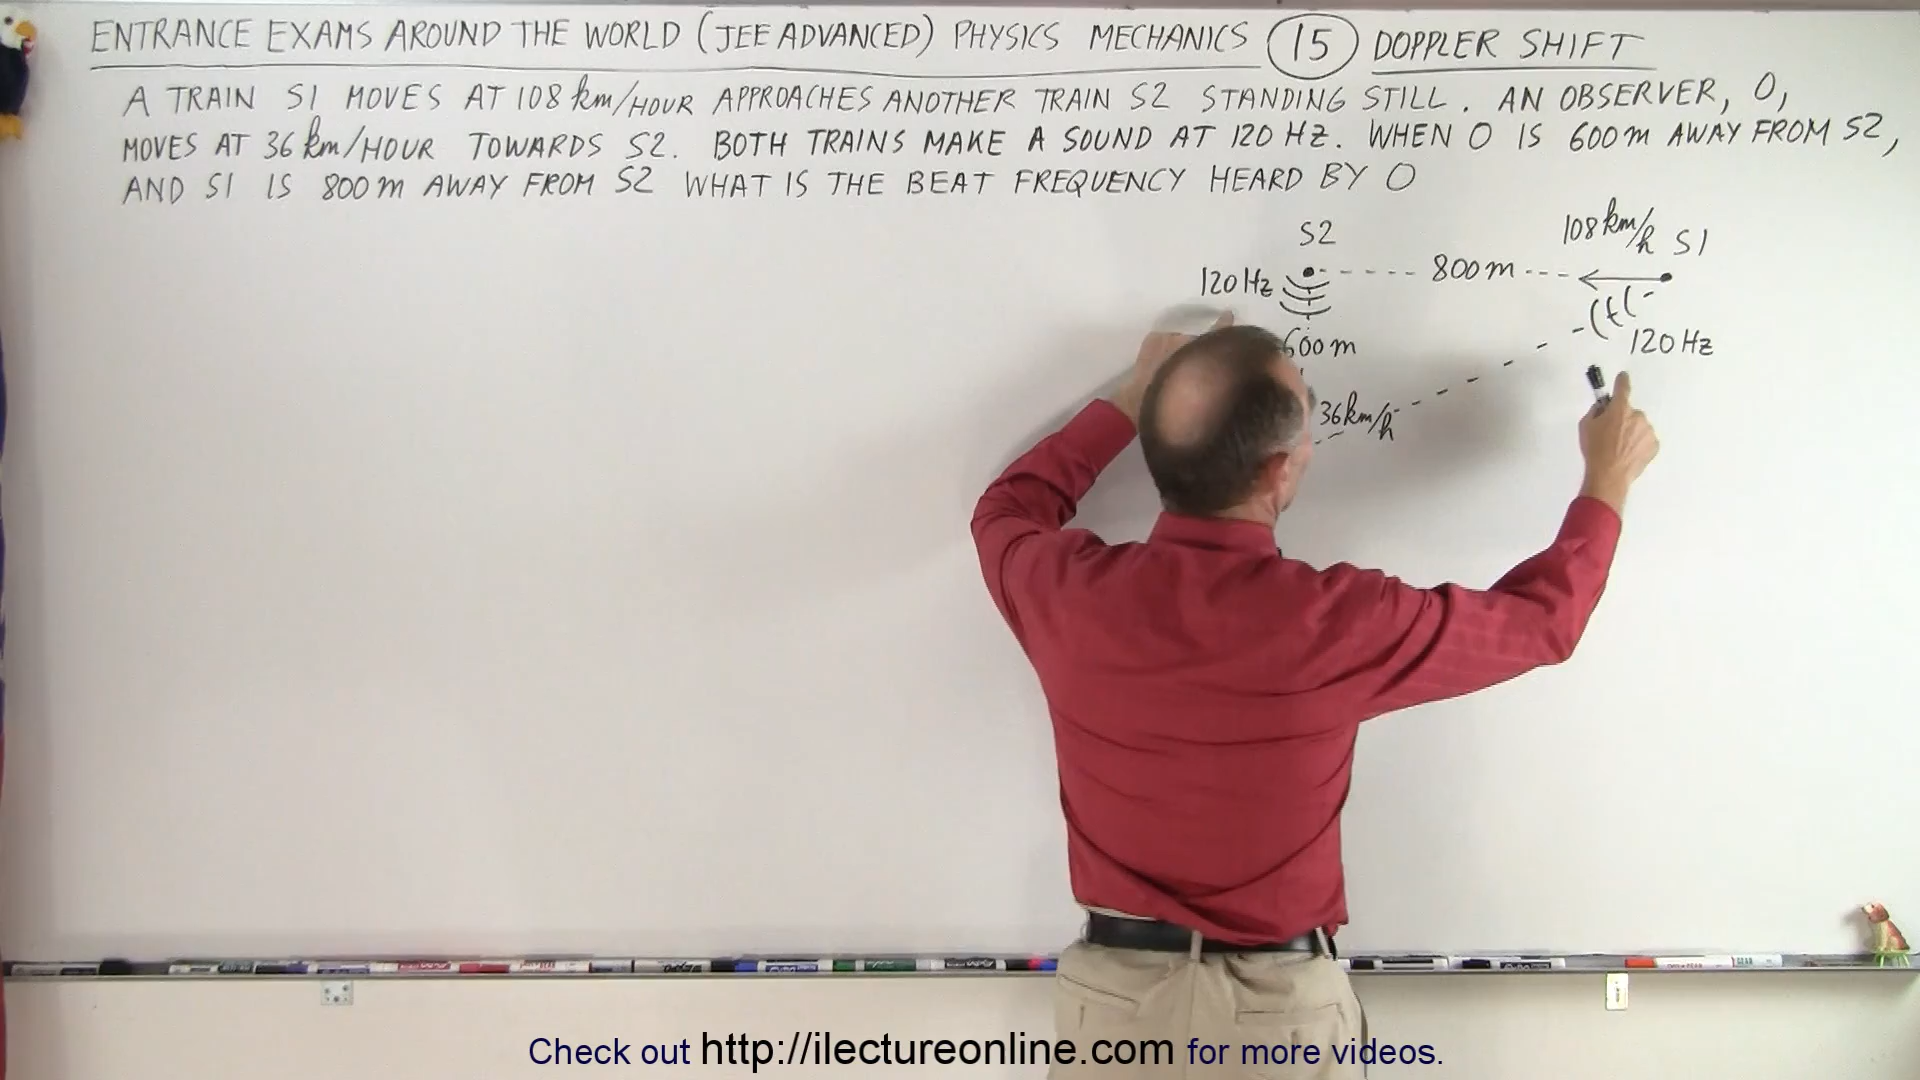 ENTRANCE EXAMS AROUND THE WORLD (JEE ADVANCED) PHYSICS MECHANICS 15 DOPPLER SHIFT
A TRAIN S1 MOVES AT 108 km/HOUR APPROACHES ANOTHER TRAIN S2 STANDING STILL. AN OBSERVER, O,
MOVES AT 36 km/HOUR TOWARDS S2. BOTH TRAINS MAKE A SOUND AT 120 HZ. WHEN O IS 600 m AWAY FROM S2,
AND S1 IS 800 m AWAY FROM S2 WHAT IS THE BEAT FREQUENCY HEARD BY O
S2
108 km/h S1
120 Hz
800 m
600 m
120 Hz
36 km/h
Check out http://ilectureonline.com for more videos.